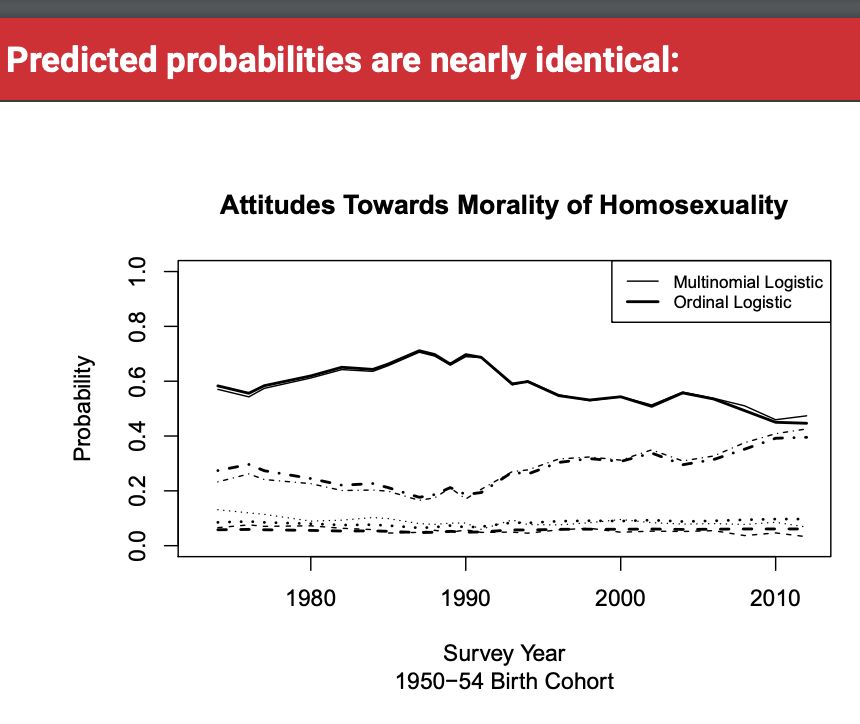 Predicted probabilities are nearly identical:
Attitudes Towards Morality of Homosexuality
Multinomial Logistic
Ordinal Logistic
1.0
0.8
0.6
0.4
0.2
0.0
Probability
1980 1990 2000 2010
Survey Year
1950−54 Birth Cohort